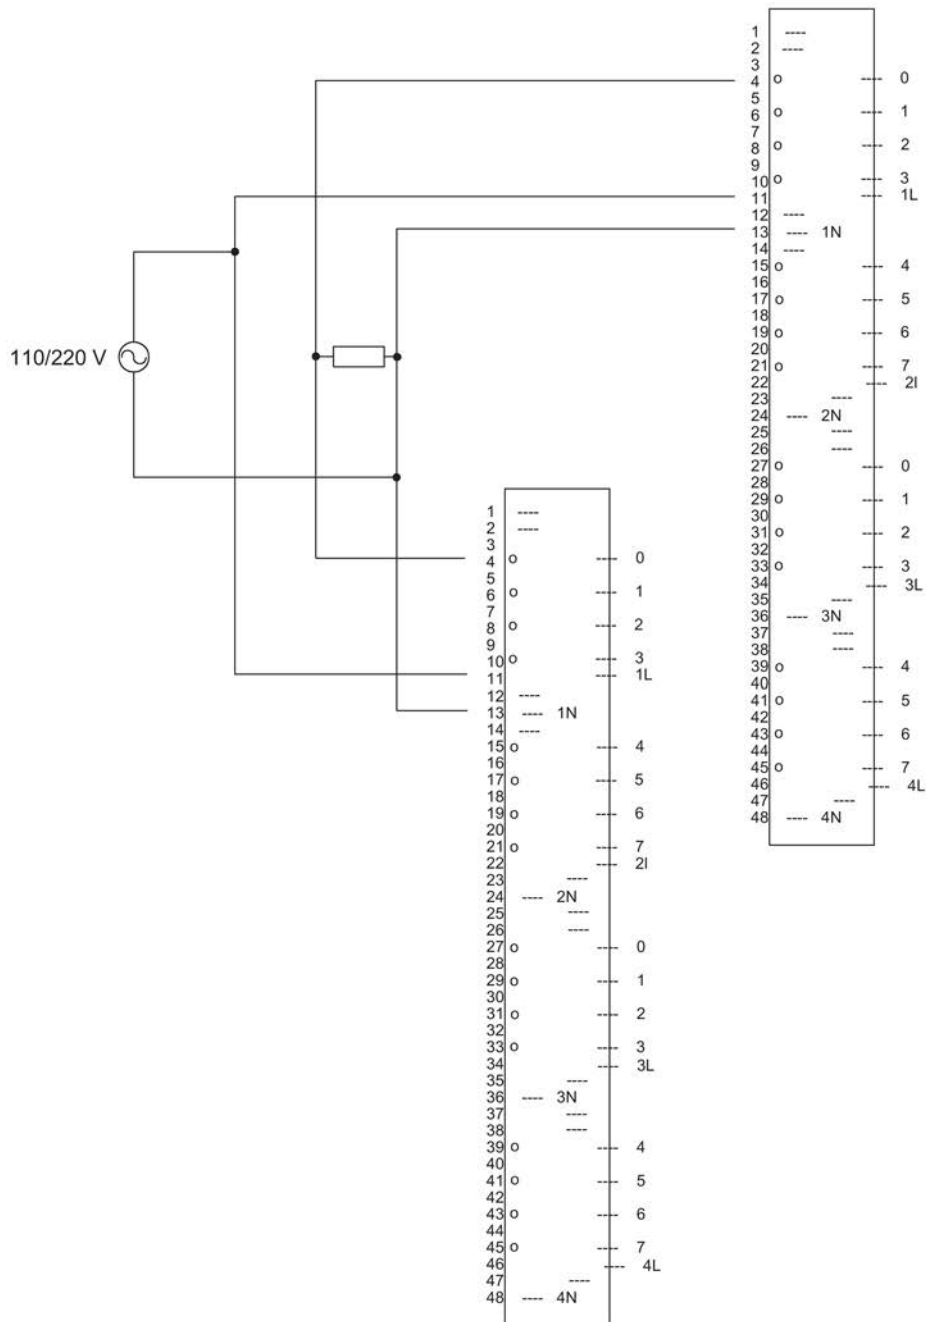 110/220 V
1 ----
2 ----
3
4 o ---- 0
5
6 o ---- 1
7
8 o ---- 2
9
10 o ---- 3
11 ---- 1L
12 ----
13 ---- 1N
14 ----
15 o ---- 4
16
17 o ---- 5
18
19 o ---- 6
20
21 o ---- 7
22 ---- 2I
23 ----
24 ---- 2N
25 ----
26 ----
27 o ---- 0
28
29 o ---- 1
30
31 o ---- 2
32
33 o ---- 3
34 ---- 3L
35 ----
36 ---- 3N
37 ----
38 ----
39 o ---- 4
40
41 o ---- 5
42
43 o ---- 6
44
45 o ---- 7
46 ---- 4L
47 ----
48 ---- 4N
1 ----
2 ----
3
4 o ---- 0
5
6 o ---- 1
7
8 o ---- 2
9
10 o ---- 3
11 ---- 1L
12 ----
13 ---- 1N
14 ----
15 o ---- 4
16
17 o ---- 5
18
19 o ---- 6
20
21 o ---- 7
22 ---- 2I
23 ----
24 ---- 2N
25 ----
26 ----
27 o ---- 0
28
29 o ---- 1
30
31 o ---- 2
32
33 o ---- 3
34 ---- 3L
35 ----
36 ---- 3N
37 ----
38 ----
39 o ---- 4
40
41 o ---- 5
42
43 o ---- 6
44
45 o ---- 7
46 ---- 4L
47 ----
48 ---- 4N